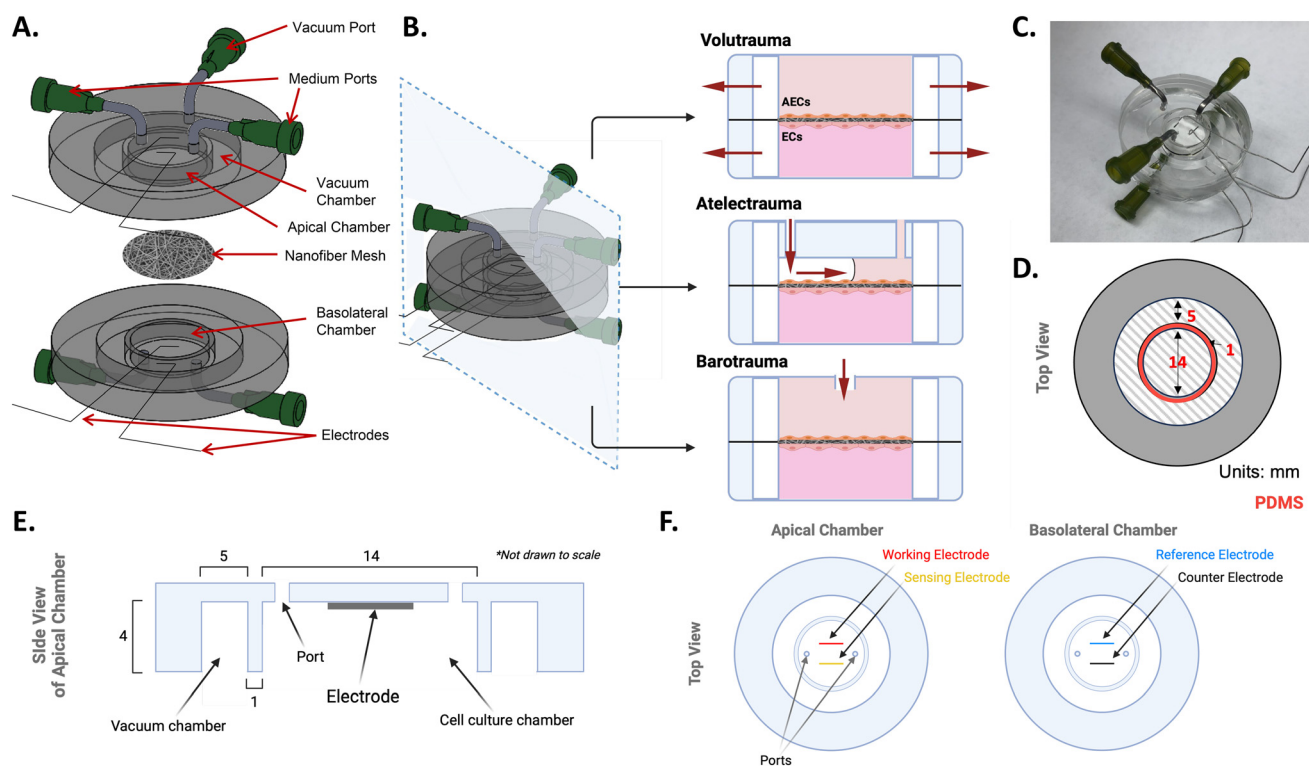 A.
Vacuum Port
Medium Ports
Vacuum
Chamber
Apical Chamber
Nanofiber Mesh
Basolateral
Chamber
Electrodes
B.
Volutrauma
AECs
ECs
Atelectrauma
Barotrauma
C.
D.
Top View
5
1
14
Units: mm
PDMS
E.
Side View
of Apical Chamber
5
14
*Not drawn to scale
4
1
Port
Electrode
Vacuum chamber
Cell culture chamber
F.
Apical Chamber
Basolateral Chamber
Working Electrode
Sensing Electrode
Reference Electrode
Counter Electrode
Top View
Ports